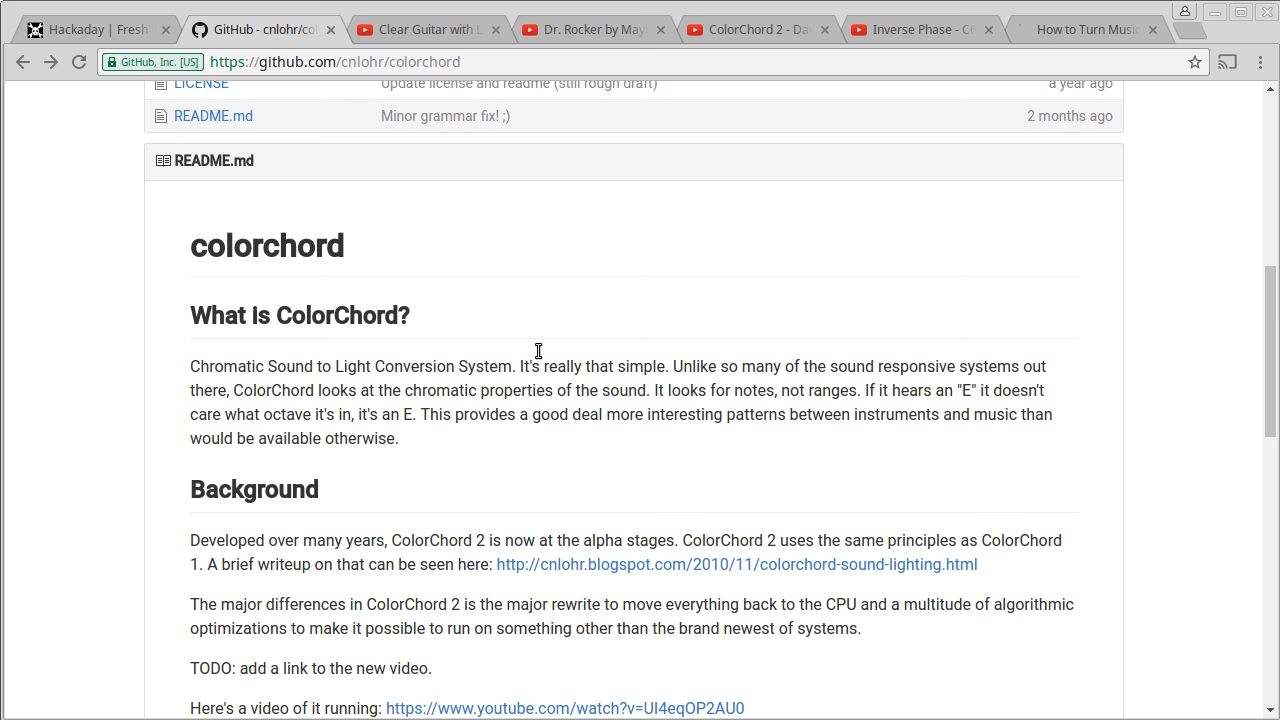 Hackaday | Fresh
GitHub - cnlohr/co
Clear Guitar with L
Dr. Rocker by May
ColorChord 2 - Da
Inverse Phase - C6
How to Turn Music
GitHub, Inc. [US]
https://github.com/cnlohr/colorchord
LICENSE Update license and readme (still rough draft) a year ago
README.md Minor grammar fix! ;) 2 months ago
README.md
colorchord
What is ColorChord?
Chromatic Sound to Light Conversion System. It's really that simple. Unlike so many of the sound responsive systems out
there, ColorChord looks at the chromatic properties of the sound. It looks for notes, not ranges. If it hears an "E" it doesn't
care what octave it's in, it's an E. This provides a good deal more interesting patterns between instruments and music than
would be available otherwise.
Background
Developed over many years, ColorChord 2 is now at the alpha stages. ColorChord 2 uses the same principles as ColorChord
1. A brief writeup on that can be seen here: http://cnlohr.blogspot.com/2010/11/colorchord-sound-lighting.html
The major differences in ColorChord 2 is the major rewrite to move everything back to the CPU and a multitude of algorithmic
optimizations to make it possible to run on something other than the brand newest of systems.
TODO: add a link to the new video.
Here's a video of it running: https://www.youtube.com/watch?v=UI4eqOP2AU0